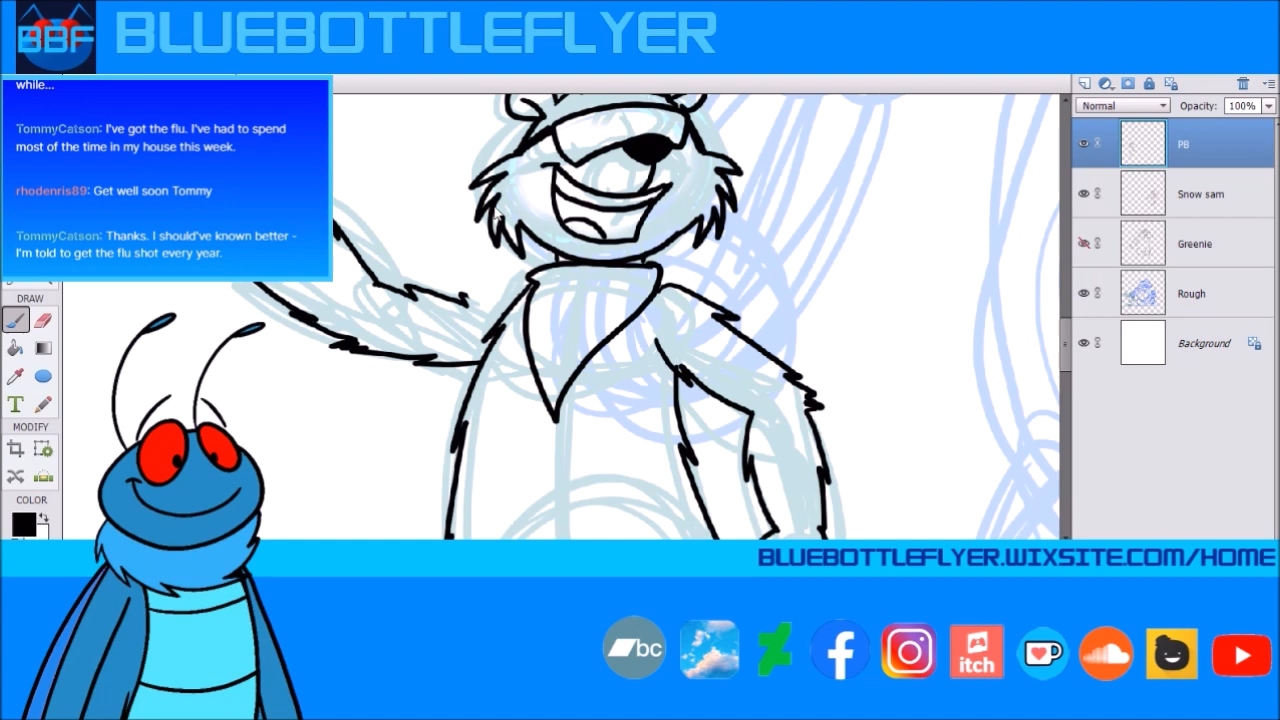 BBF
BLUEBOTTLEFLYER
while...
TommyCatson: I've got the flu. I've had to spend
most of the time in my house this week.
rhodenris89: Get well soon Tommy
TommyCatson: Thanks. I should've known better -
I'm told to get the flu shot every year.
Normal
Opacity: 100%
PB
Snow sam
Greenie
Rough
Background
DRAW
T
MODIFY
COLOR
BLUEBOTTLEFLYER.WIXSITE.COM/HOME
bc
itch